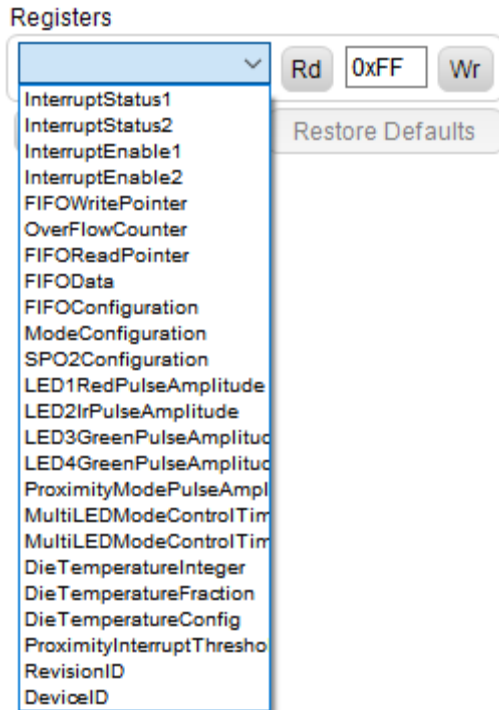 Registers
Rd 0xFF Wr
InterruptStatus1
InterruptStatus2
Restore Defaults
InterruptEnable1
InterruptEnable2
FIFOWritePointer
OverFlowCounter
FIFOReadPointer
FIFOData
FIFOConfiguration
ModeConfiguration
SPO2Configuration
LED1RedPulseAmplitude
LED2IrPulseAmplitude
LED3GreenPulseAmplituc
LED4GreenPulseAmplituc
ProximityModePulseAmpl
MultiLEDModeControlTim
MultiLEDModeControlTim
DieTemperatureInteger
DieTemperatureFraction
DieTemperatureConfig
ProximityInterruptThresho
RevisionID
DeviceID